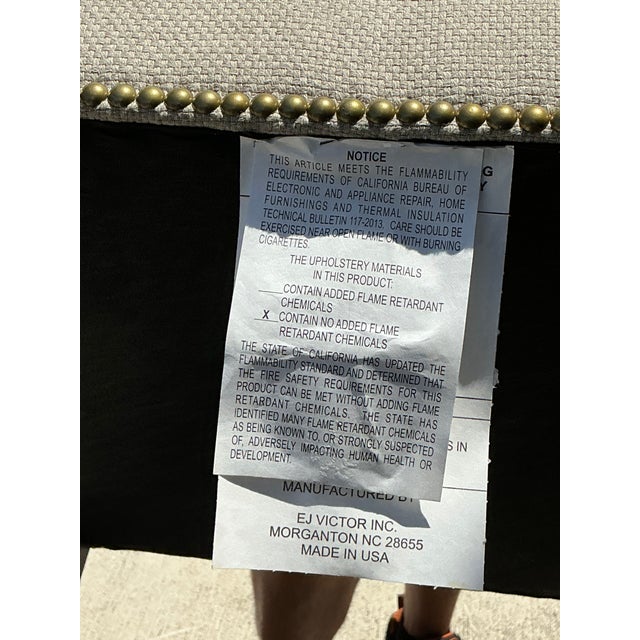 NOTICE
THIS ARTICLE MEETS THE FLAMMABILITY
REQUIREMENTS OF CALIFORNIA BUREAU OF
ELECTRONIC AND APPLIANCE REPAIR, HOME
FURNISHINGS AND THERMAL INSULATION
TECHNICAL BULLETIN 117-2013. CARE SHOULD BE
EXERCISED NEAR OPEN FLAME OR WITH BURNING
CIGARETTES.
THE UPHOLSTERY MATERIALS
IN THIS PRODUCT:
____CONTAIN ADDED FLAME RETARDANT
CHEMICALS
_X_CONTAIN NO ADDED FLAME
RETARDANT CHEMICALS
THE STATE OF CALIFORNIA HAS UPDATED THE
FLAMMABILITY STANDARD AND DETERMINED THAT
THE FIRE SAFETY REQUIREMENTS FOR THIS
PRODUCT CAN BE MET WITHOUT ADDING FLAME
RETARDANT CHEMICALS. THE STATE HAS
IDENTIFIED MANY FLAME RETARDANT CHEMICALS
AS BEING KNOWN TO, OR STRONGLY SUSPECTED
OF, ADVERSELY IMPACTING HUMAN HEALTH OR
DEVELOPMENT.
G
Y
S IN
MANUFACTURED BY
EJ VICTOR INC.
MORGANTON NC 28655
MADE IN USA